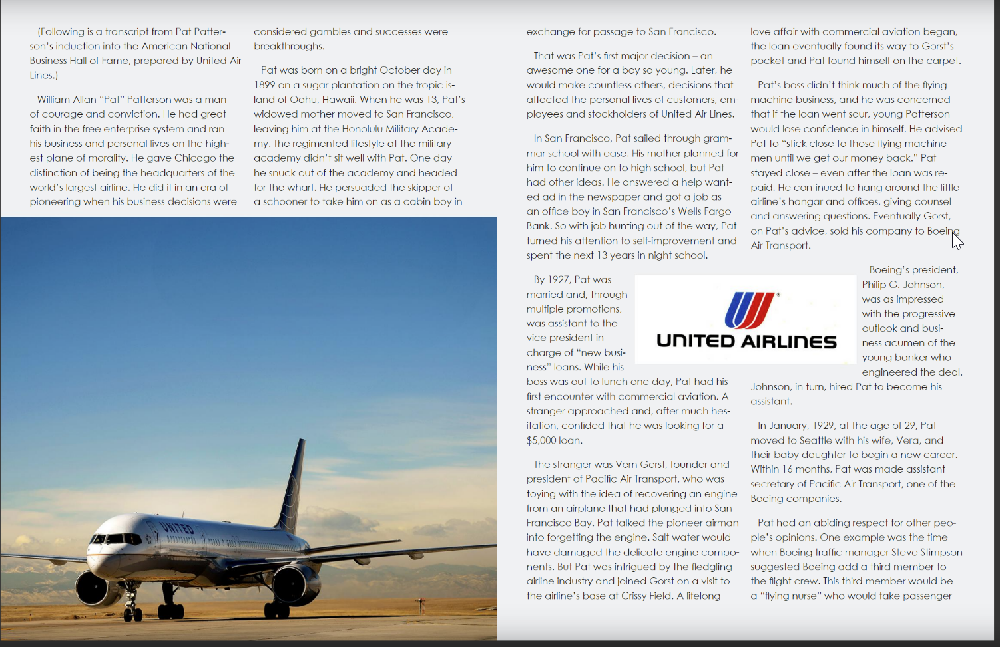 (Following is a transcript from Pat Patter-
son's induction into the American National
Business Hall of Fame, prepared by United Air
Lines.)
William Allan “Pat” Patterson was a man
of courage and conviction. He had great
faith in the free enterprise system and ran
his business and personal lives on the high-
est plane of morality. He gave Chicago the
distinction of being the headquarters of the
world's largest airline. He did it in an era of
pioneering when his business decisions were
considered gambles and successes were
breakthroughs.
Pat was born on a bright October day in
1899 on a sugar plantation on the tropic is-
land of Oahu, Hawaii. When he was 13, Pat's
widowed mother moved to San Francisco,
leaving him at the Honolulu Military Acade-
my. The regimented lifestyle at the military
academy didn't sit well with Pat. One day
he snuck out of the academy and headed
for the wharf. He persuaded the skipper of
a schooner to take him on as a cabin boy in
UNITED
exchange for passage to San Francisco.
That was Pat's first major decision – an
awesome one for a boy so young. Later, he
would make countless others, decisions that
affected the personal lives of customers, em-
ployees and stockholders of United Air Lines.
In San Francisco, Pat sailed through gram-
mar school with ease. His mother planned for
him to continue on to high school, but Pat
had other ideas. He answered a help want-
ed ad in the newspaper and got a job as
an office boy in San Francisco's Wells Fargo
Bank. So with job hunting out of the way, Pat
turned his attention to self-improvement and
spent the next 13 years in night school.
By 1927, Pat was
married and, through
multiple promotions,
was assistant to the
vice president in
charge of “new busi-
ness” loans. While his
boss was out to lunch one day, Pat had his
first encounter with commercial aviation. A
stranger approached and, after much hes-
itation, confided that he was looking for a
$5,000 loan.
The stranger was Vern Gorst, founder and
president of Pacific Air Transport, who was
toying with the idea of recovering an engine
from an airplane that had plunged into San
Francisco Bay. Pat talked the pioneer airman
into forgetting the engine. Salt water would
have damaged the delicate engine compo-
nents. But Pat was intrigued by the fledgling
airline industry and joined Gorst on a visit to
the airline's base at Crissy Field. A lifelong
UNITED AIRLINES
love affair with commercial aviation began,
the loan eventually found its way to Gorst's
pocket and Pat found himself on the carpet.
Pat's boss didn't think much of the flying
machine business, and he was concerned
that if the loan went sour, young Patterson
would lose confidence in himself. He advised
Pat to “stick close to those flying machine
men until we get our money back.” Pat
stayed close – even after the loan was re-
paid. He continued to hang around the little
airline's hangar and offices, giving counsel
and answering questions. Eventually Gorst,
on Pat's advice, sold his company to Boeing
Air Transport.
Boeing's president,
Philip G. Johnson,
was as impressed
with the progressive
outlook and busi-
ness acumen of the
young banker who
engineered the deal.
Johnson, in turn, hired Pat to become his
assistant.
In January, 1929, at the age of 29, Pat
moved to Seattle with his wife, Vera, and
their baby daughter to begin a new career.
Within 16 months, Pat was made assistant
secretary of Pacific Air Transport, one of the
Boeing companies.
Pat had an abiding respect for other peo-
ple's opinions. One example was the time
when Boeing traffic manager Steve Stimpson
suggested Boeing add a third member to
the flight crew. This third member would be
a “flying nurse” who would take passenger